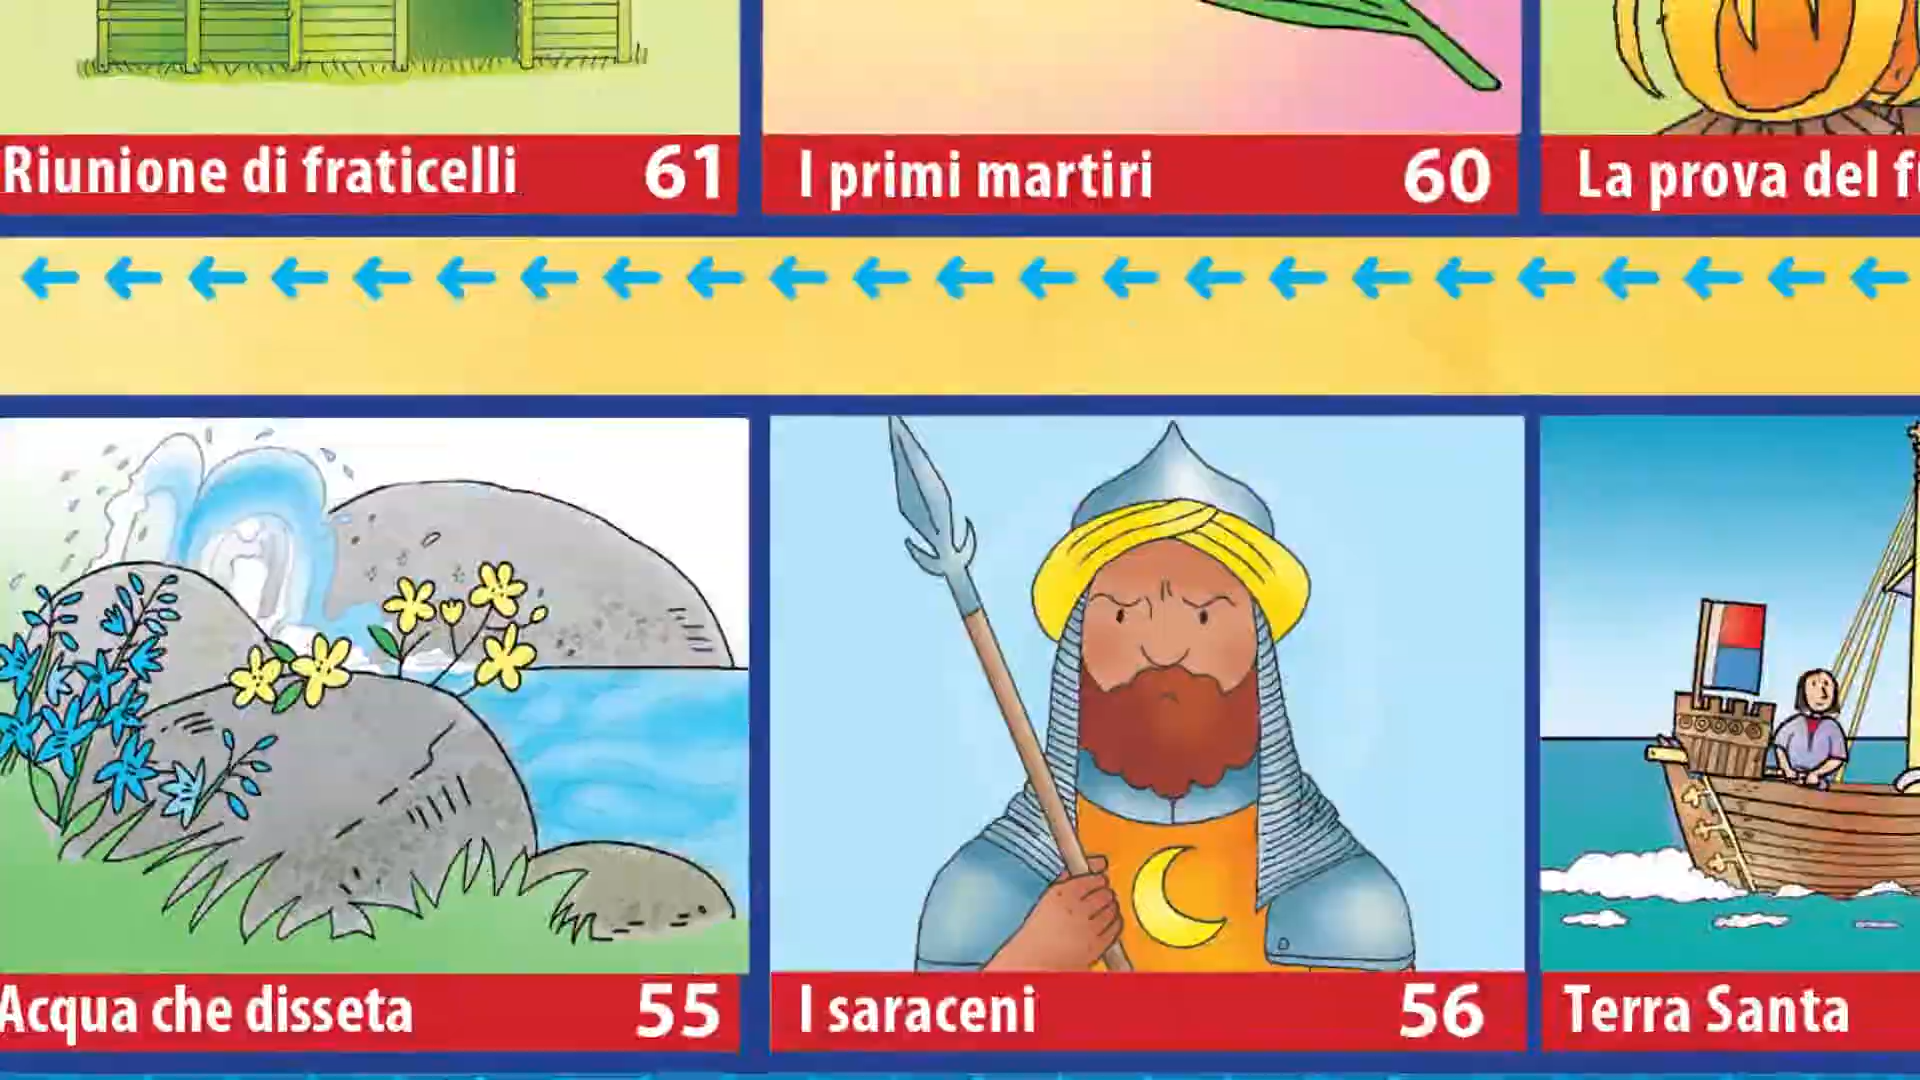 Riunione di fraticelli 61
I primi martiri 60
La prova del
Acqua che disseta 55
I saraceni 56
Terra Santa